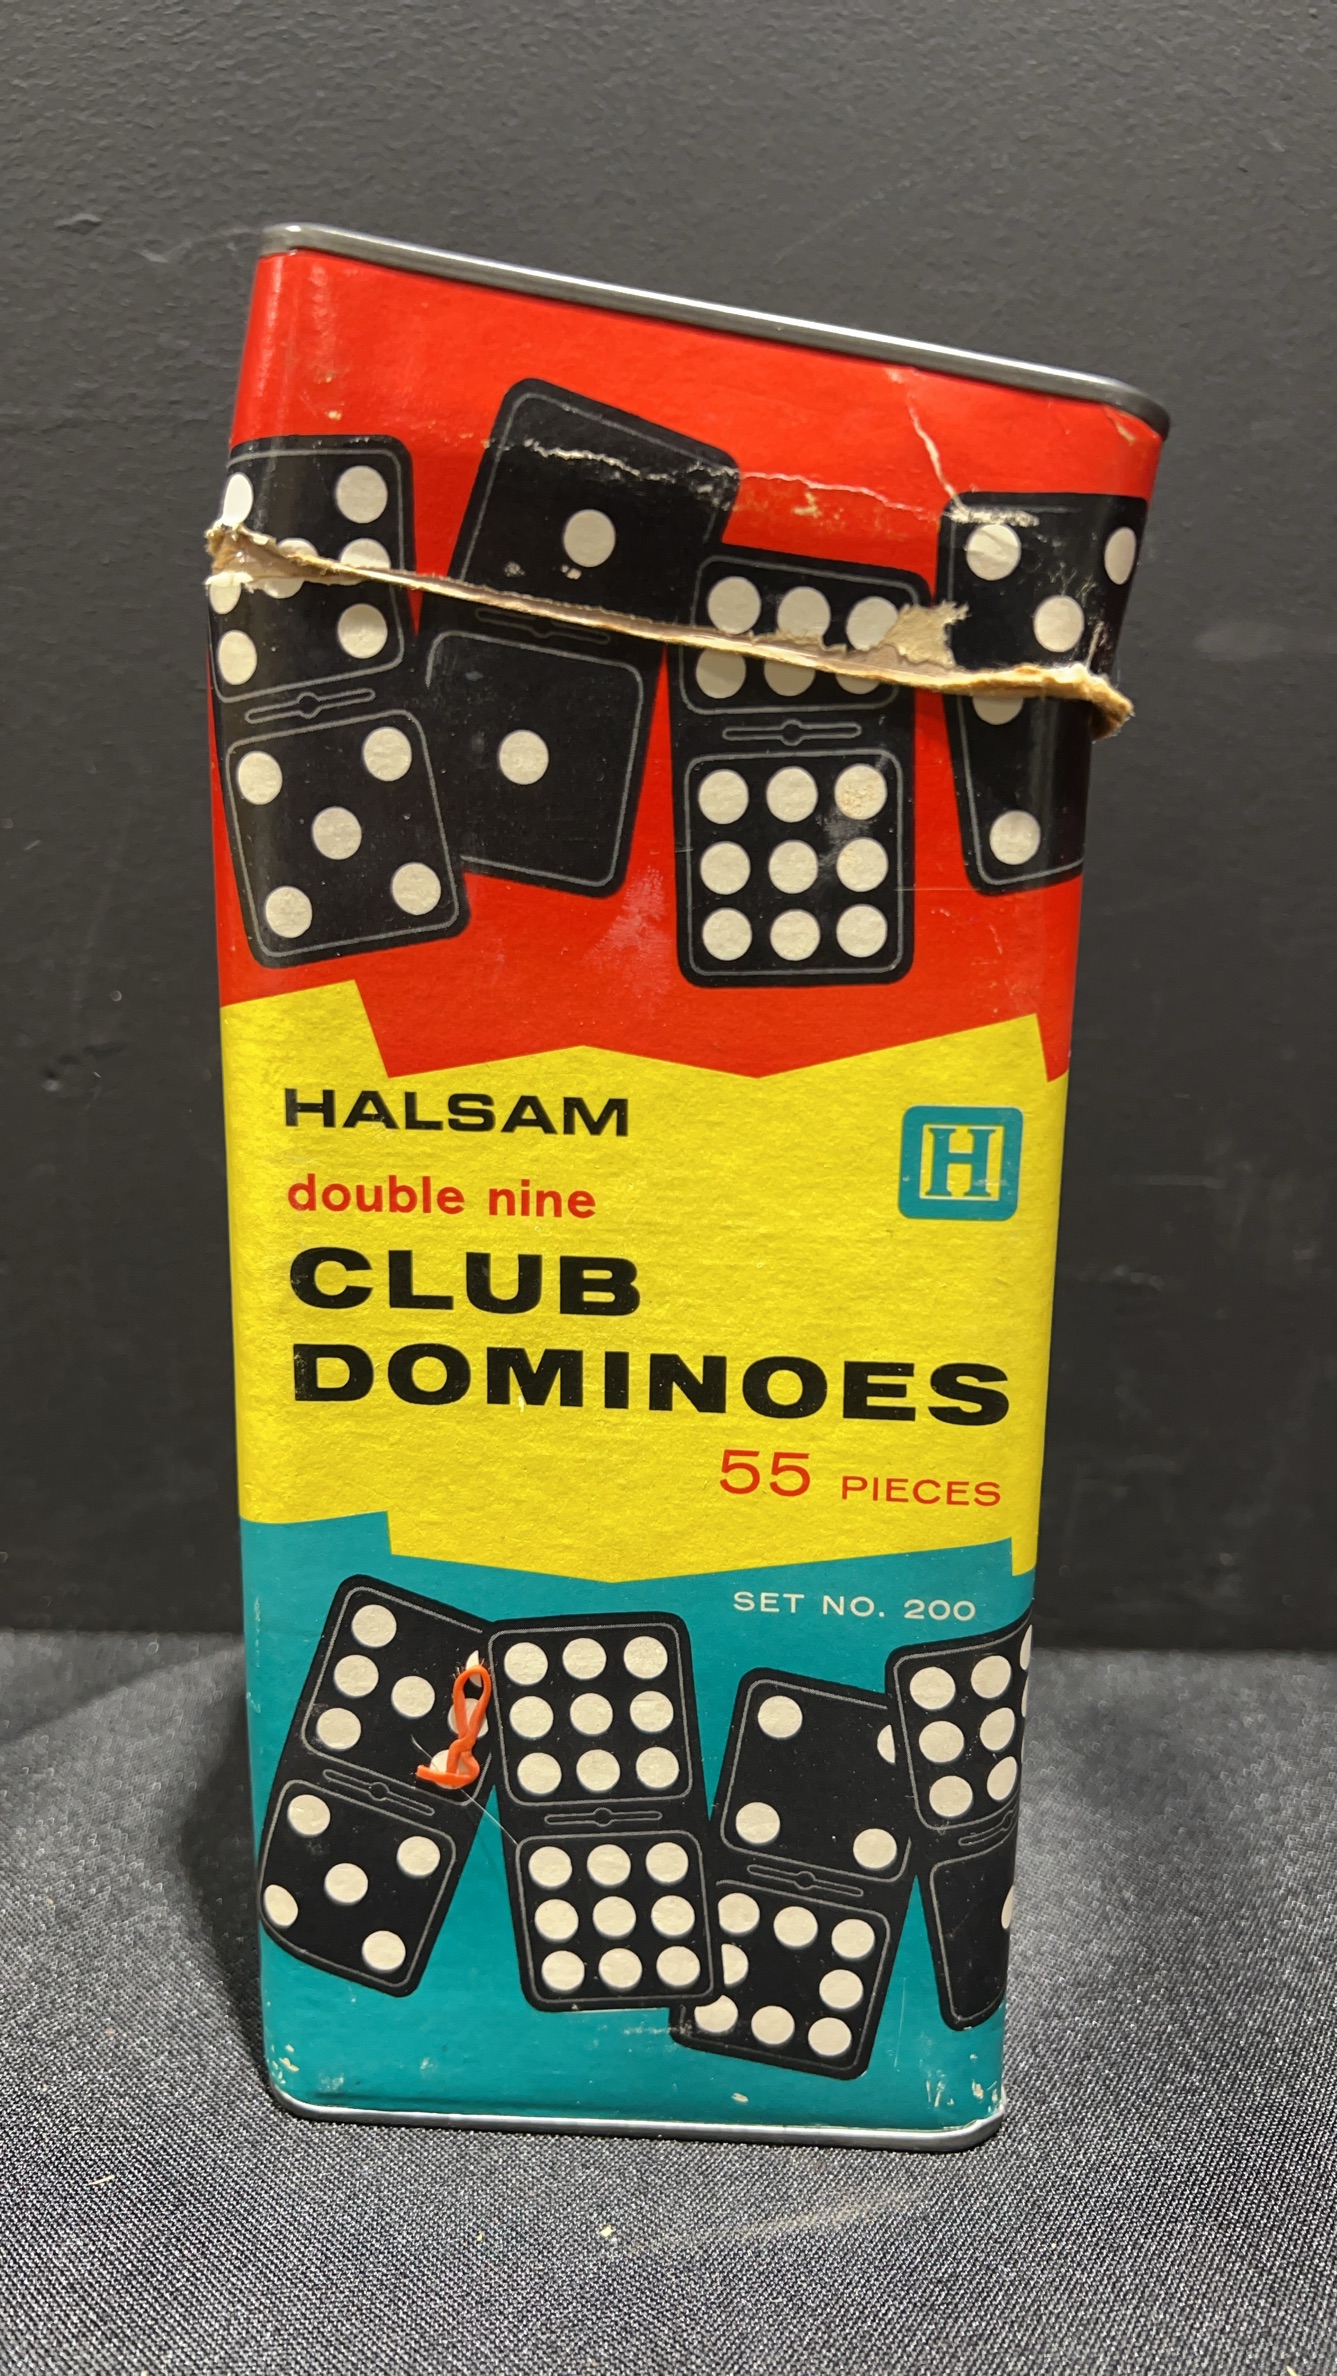 HALSAM
H
double nine
CLUB
DOMINOES
55 PIECES
SET NO. 200